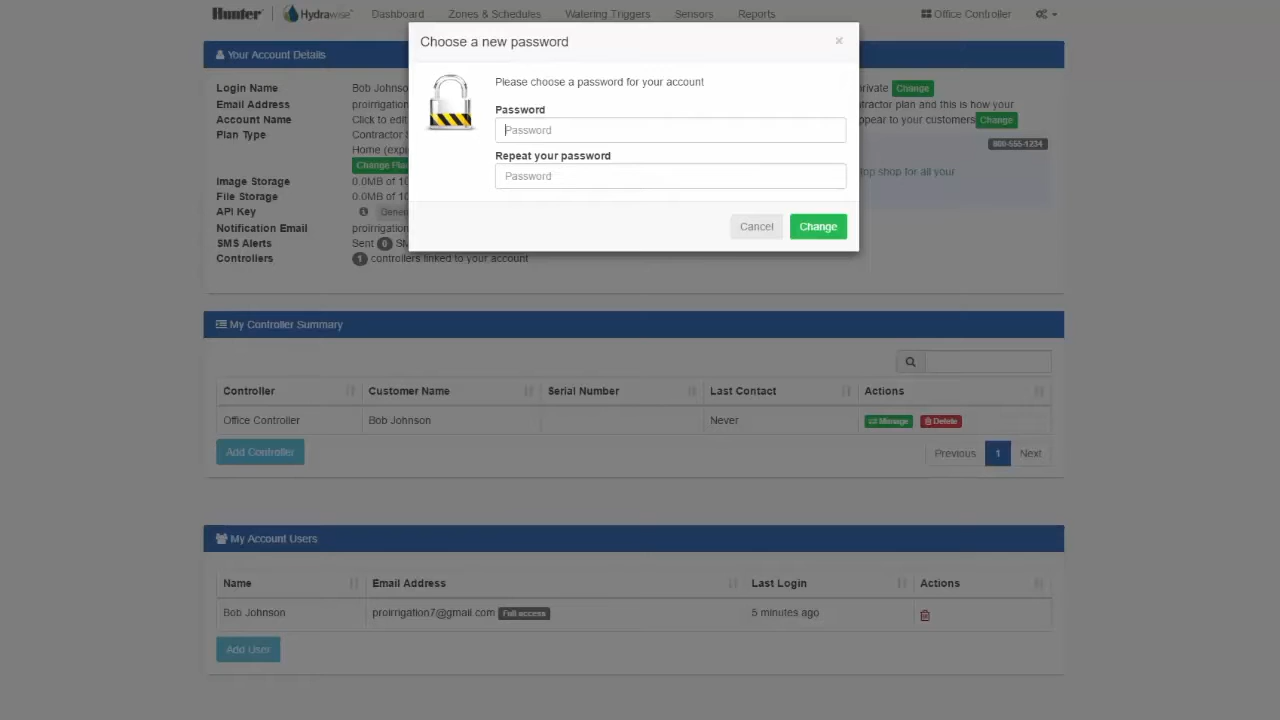 Hunter Hydrawise Dashboard Zones & Schedules Watering Triggers Sensors Reports Office Controller
Choose a new password ×
Please choose a password for your account
Password
Password
Repeat your password
Password
Cancel Change
Your Account Details
Login Name Bob Johnso
Email Address proirrigation
Account Name Click to edit
Plan Type Contractor
Home (expi
Change Plan
Image Storage 0.0MB of 10
File Storage 0.0MB of 10
API Key Gene
Notification Email proirrigation
SMS Alerts Sent 0 SM
Controllers 1 controllers linked to your account
rivate Change
tractor plan and this is how your
ppear to your customers Change
800-555-1234
top shop for all your
My Controller Summary
Controller Customer Name Serial Number Last Contact Actions
Office Controller Bob Johnson Never Manage Delete
Add Controller Previous 1 Next
My Account Users
Name Email Address Last Login Actions
Bob Johnson proirrigation7@gmail.com Full access 5 minutes ago
Add User